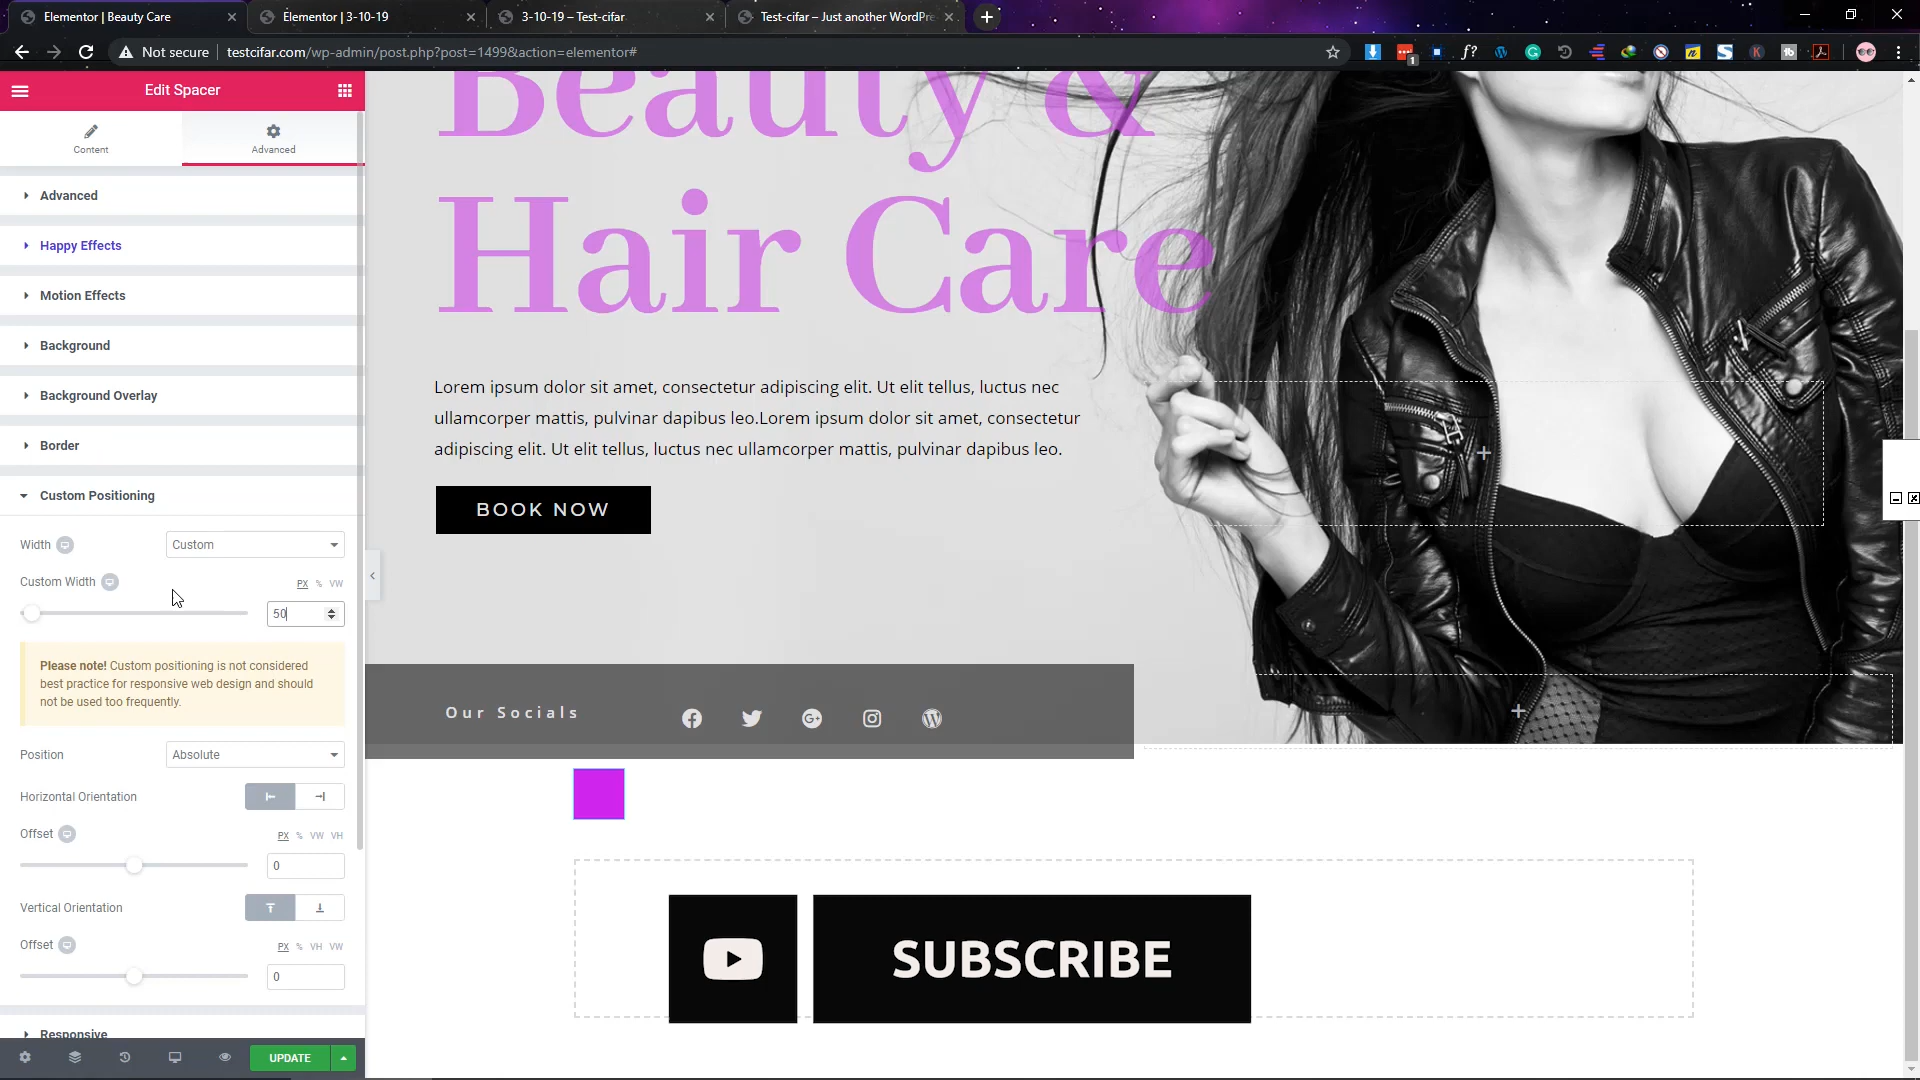 Elementor | Beauty Care
Elementor | 3-10-19
3-10-19 – Test-cifar
Test-cifar – Just another WordPre
Not secure
testcifar.com/wp-admin/post.php?post=1499&action=elementor#
f?
1
Edit Spacer
Content
Advanced
Advanced
Happy Effects
Motion Effects
Background
Background Overlay
Border
Custom Positioning
Width
Custom
Custom Width
PX % VW
50
Please note! Custom positioning is not considered
best practice for responsive web design and should
not be used too frequently.
Position
Absolute
Horizontal Orientation
Offset
PX % VW VH
0
Vertical Orientation
Offset
PX % VH VW
0
Responsive
UPDATE
Beauty &
Hair Care
Lorem ipsum dolor sit amet, consectetur adipiscing elit. Ut elit tellus, luctus nec
ullamcorper mattis, pulvinar dapibus leo.Lorem ipsum dolor sit amet, consectetur
adipiscing elit. Ut elit tellus, luctus nec ullamcorper mattis, pulvinar dapibus leo.
BOOK NOW
Our Socials
SUBSCRIBE